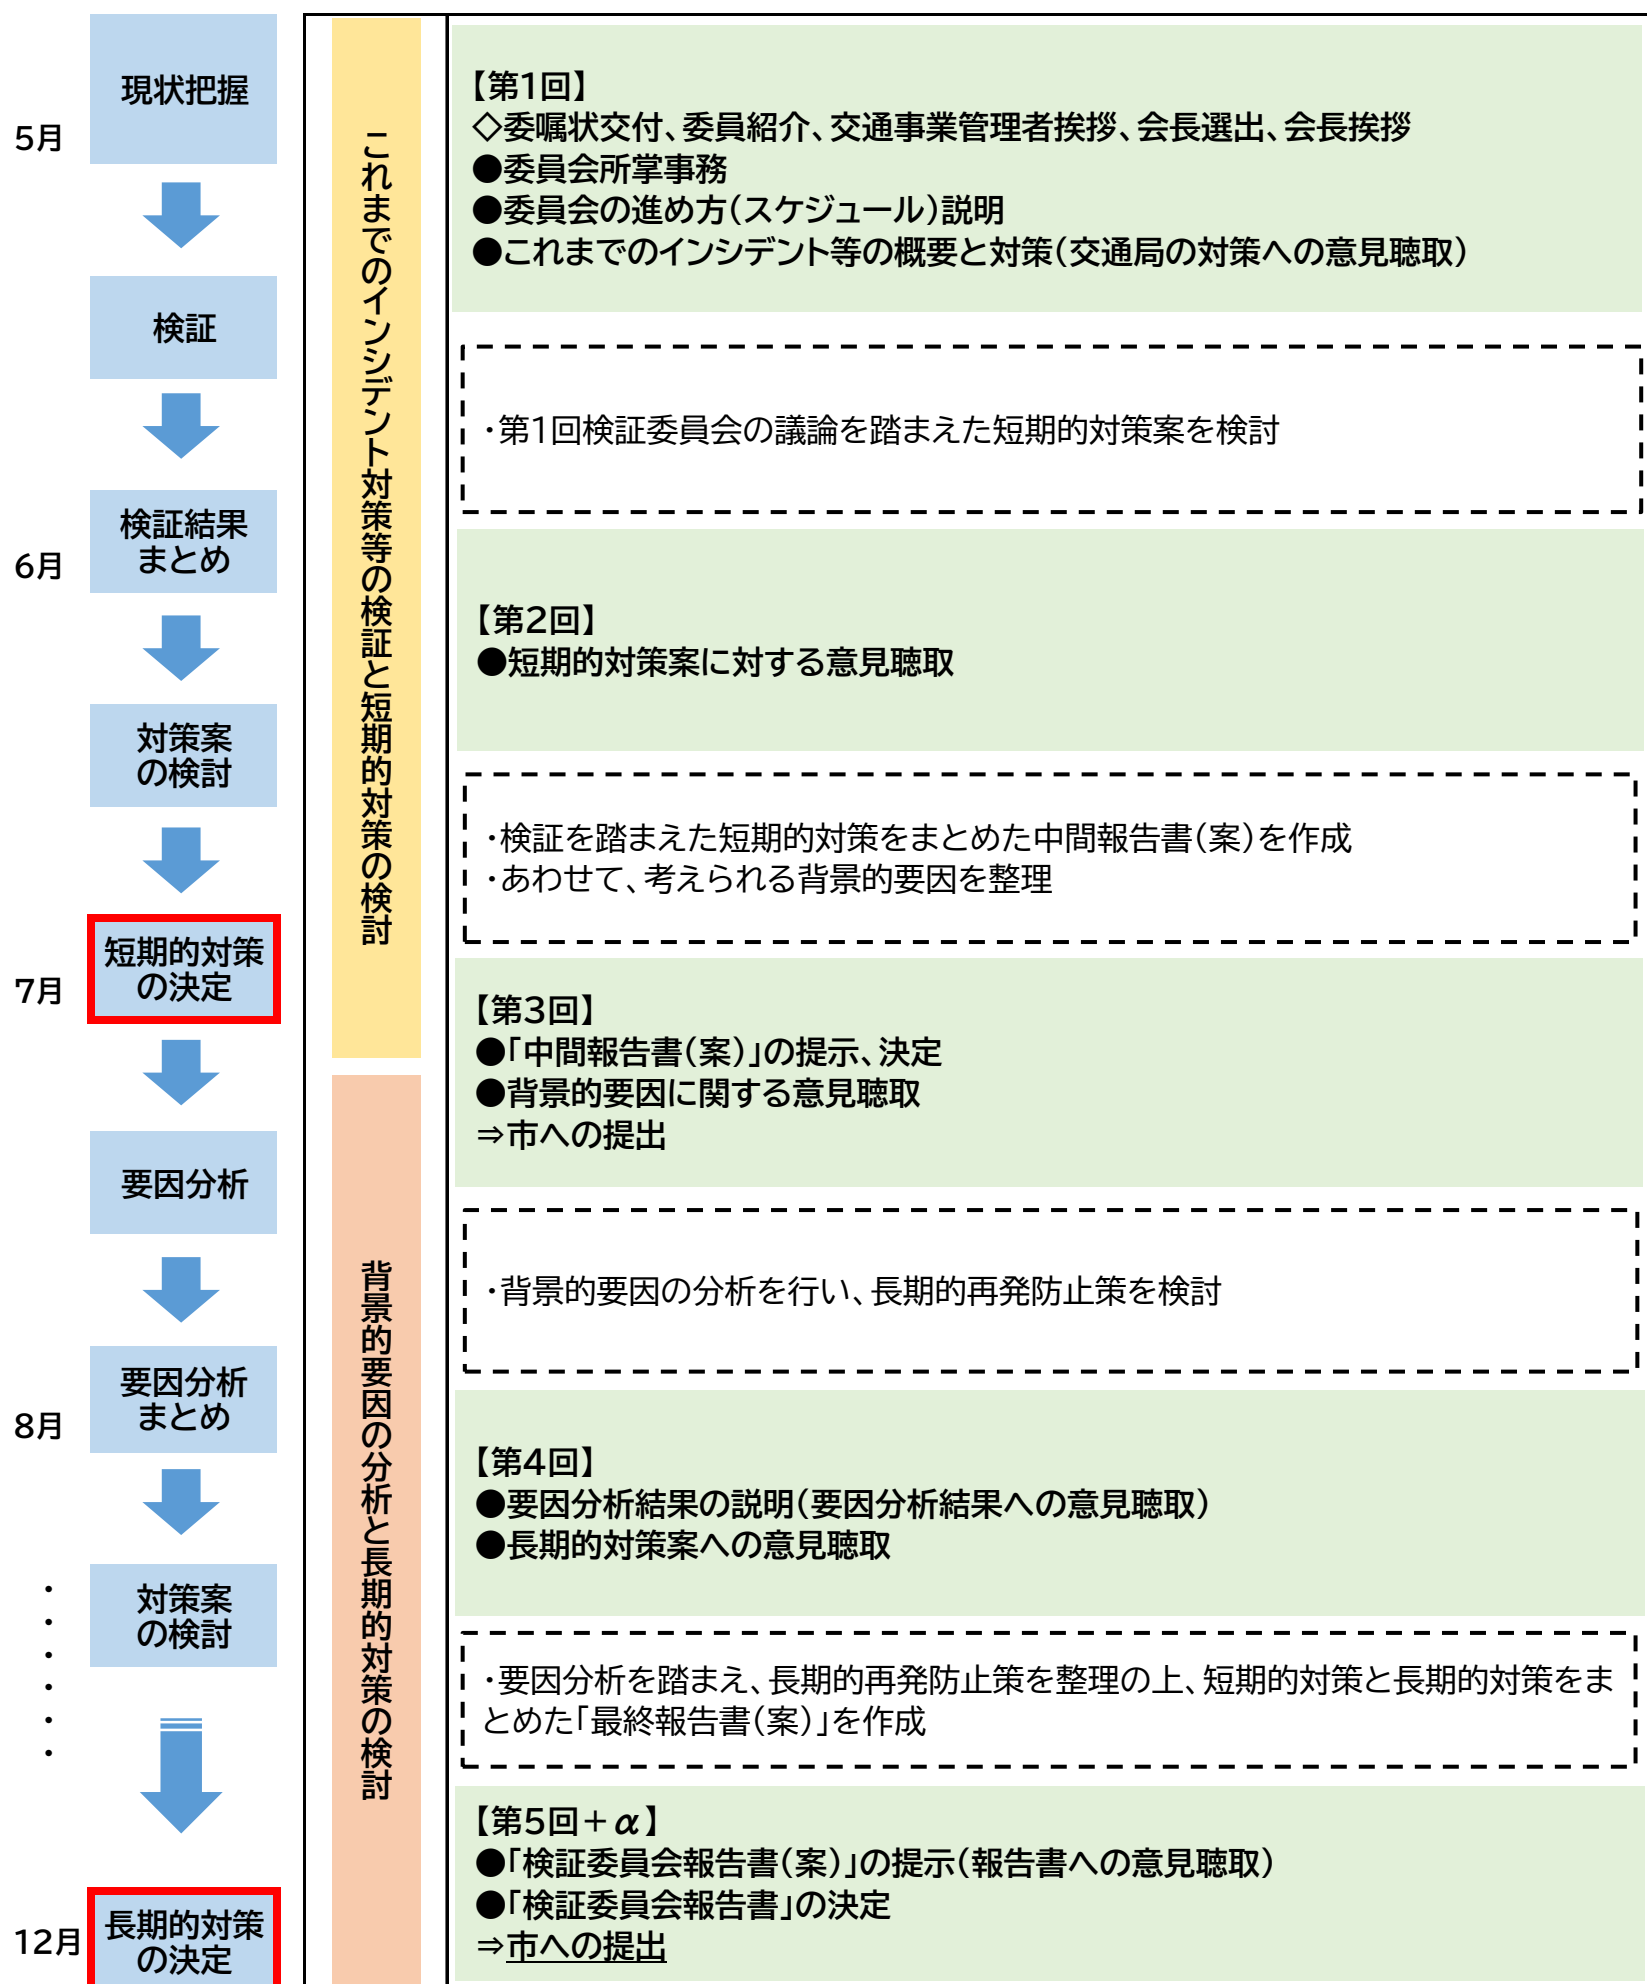 5月
現状把握
検証
6月
検証結果
まとめ
対策案
の検討
7月
短期的対策
の決定
要因分析
8月
要因分析
まとめ
・
・
・
・
・
・
対策案
の検討
12月
長期的対策
の決定
これまでのインシデント対策等の検証と短期的対策の検討
背景的要因の分析と長期的対策の検討
【第1回】
◇委嘱状交付、委員紹介、交通事業管理者挨拶、会長選出、会長挨拶
●委員会所掌事務
●委員会の進め方(スケジュール)説明
●これまでのインシデント等の概要と対策(交通局の対策への意見聴取)
・第1回検証委員会の議論を踏まえた短期的対策案を検討
【第2回】
●短期的対策案に対する意見聴取
・検証を踏まえた短期的対策をまとめた中間報告書(案)を作成
・あわせて、考えられる背景的要因を整理
【第3回】
●「中間報告書(案)」の提示、決定
●背景的要因に関する意見聴取
⇒市への提出
・背景的要因の分析を行い、長期的再発防止策を検討
【第4回】
●要因分析結果の説明(要因分析結果への意見聴取)
●長期的対策案への意見聴取
・要因分析を踏まえ、長期的再発防止策を整理の上、短期的対策と長期的対策をま
とめた「最終報告書(案)」を作成
【第5回+α】
●「検証委員会報告書(案)」の提示(報告書への意見聴取)
●「検証委員会報告書」の決定
⇒市への提出